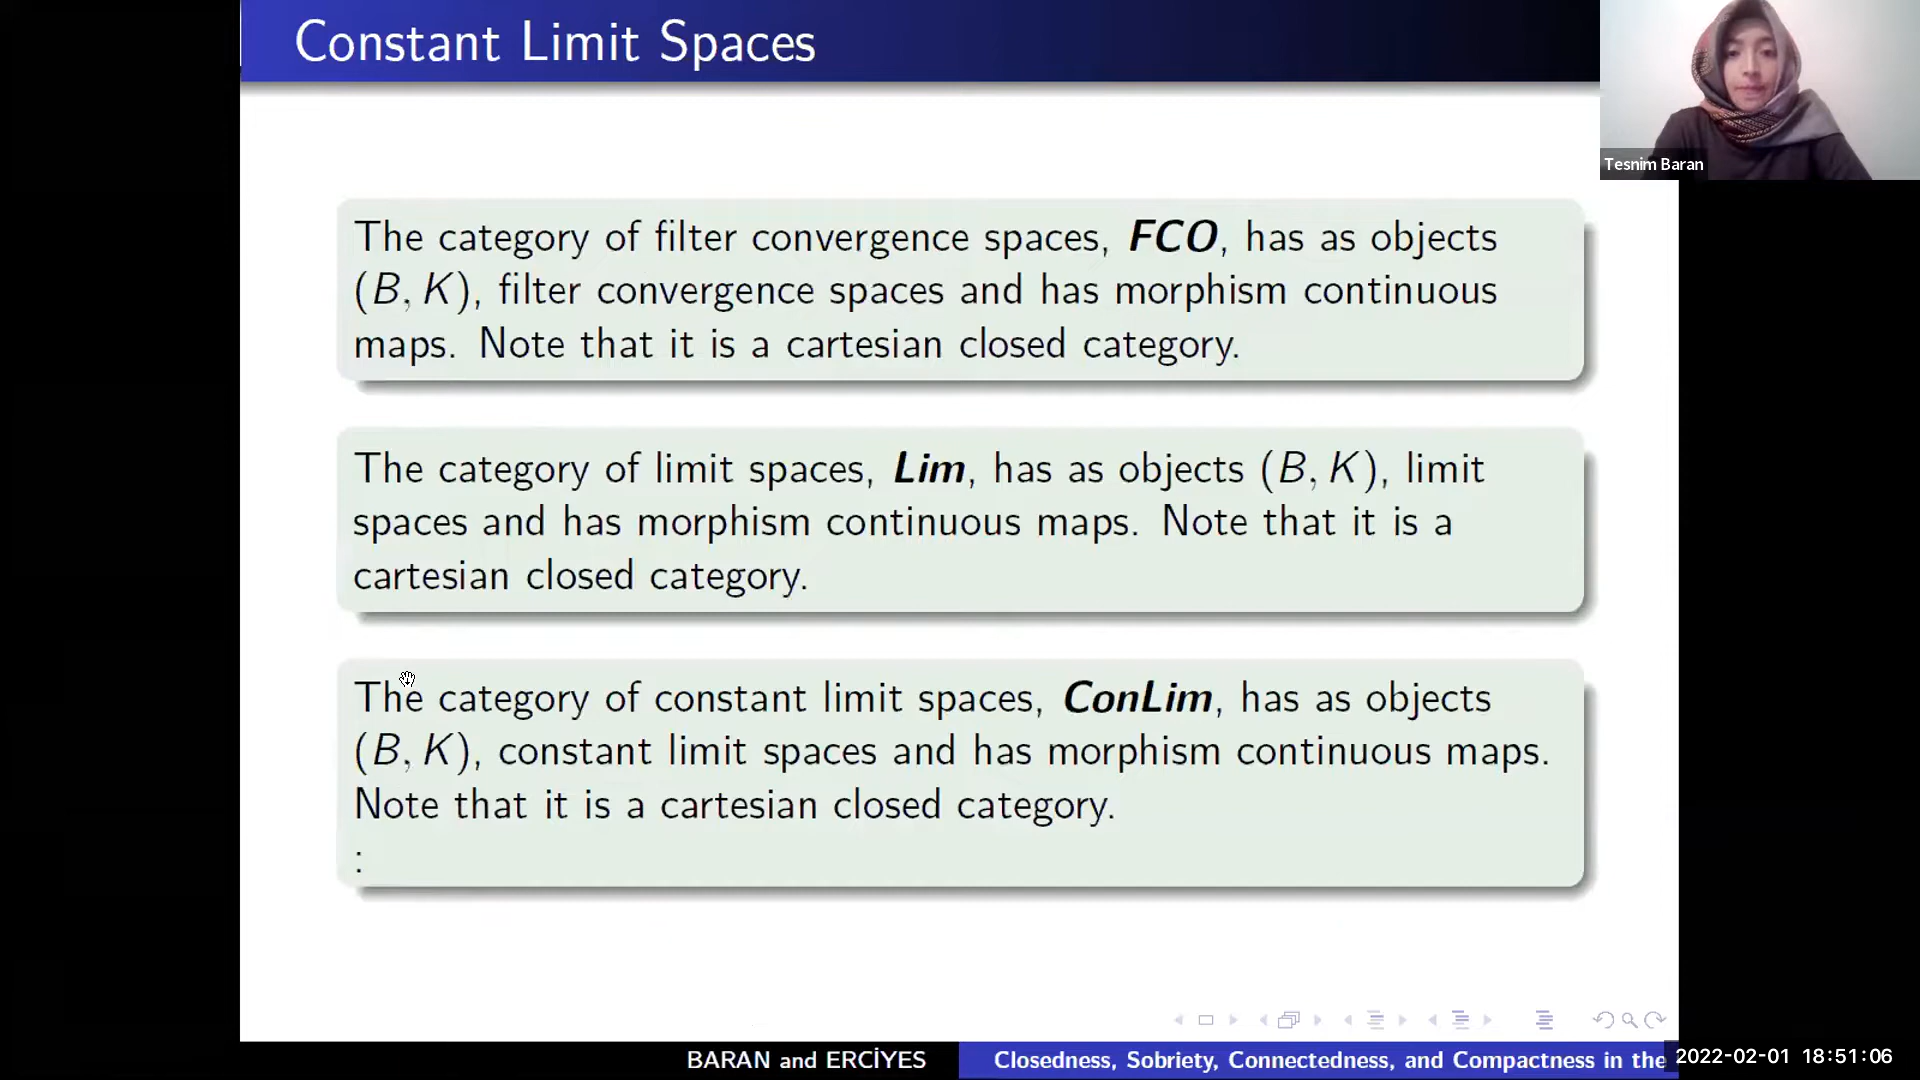 Constant Limit Spaces
Tesnim Baran
The category of filter convergence spaces, FCO, has as objects
(B, K), filter convergence spaces and has morphism continuous
maps. Note that it is a cartesian closed category.
The category of limit spaces, Lim, has as objects (B, K), limit
spaces and has morphism continuous maps. Note that it is a
cartesian closed category.
The category of constant limit spaces, ConLim, has as objects
(B, K), constant limit spaces and has morphism continuous maps.
Note that it is a cartesian closed category.
:
BARAN and ERCİYES
Closedness, Sobriety, Connectedness, and Compactness in the
2022-02-01 18:51:06